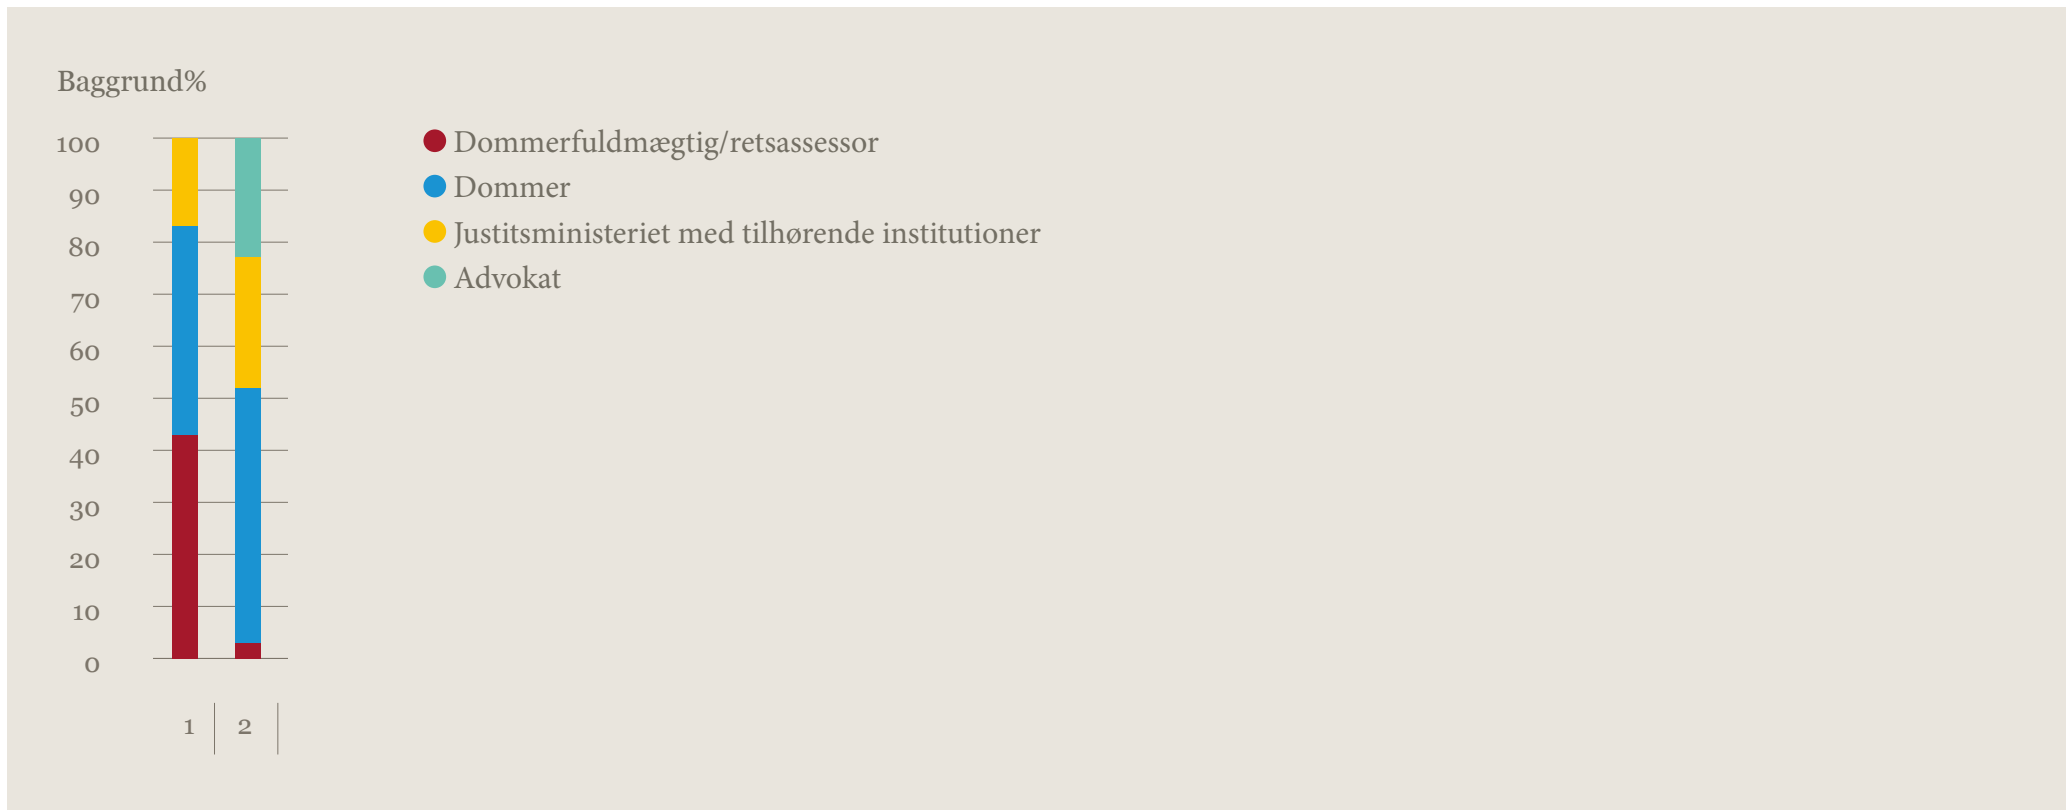 Baggrund%
100
90
80
70
60
50
40
30
20
10
0
1
2
Dommerfuldmægtig/retsassessor
Dommer
Justitsministeriet med tilhørende institutioner
Advokat